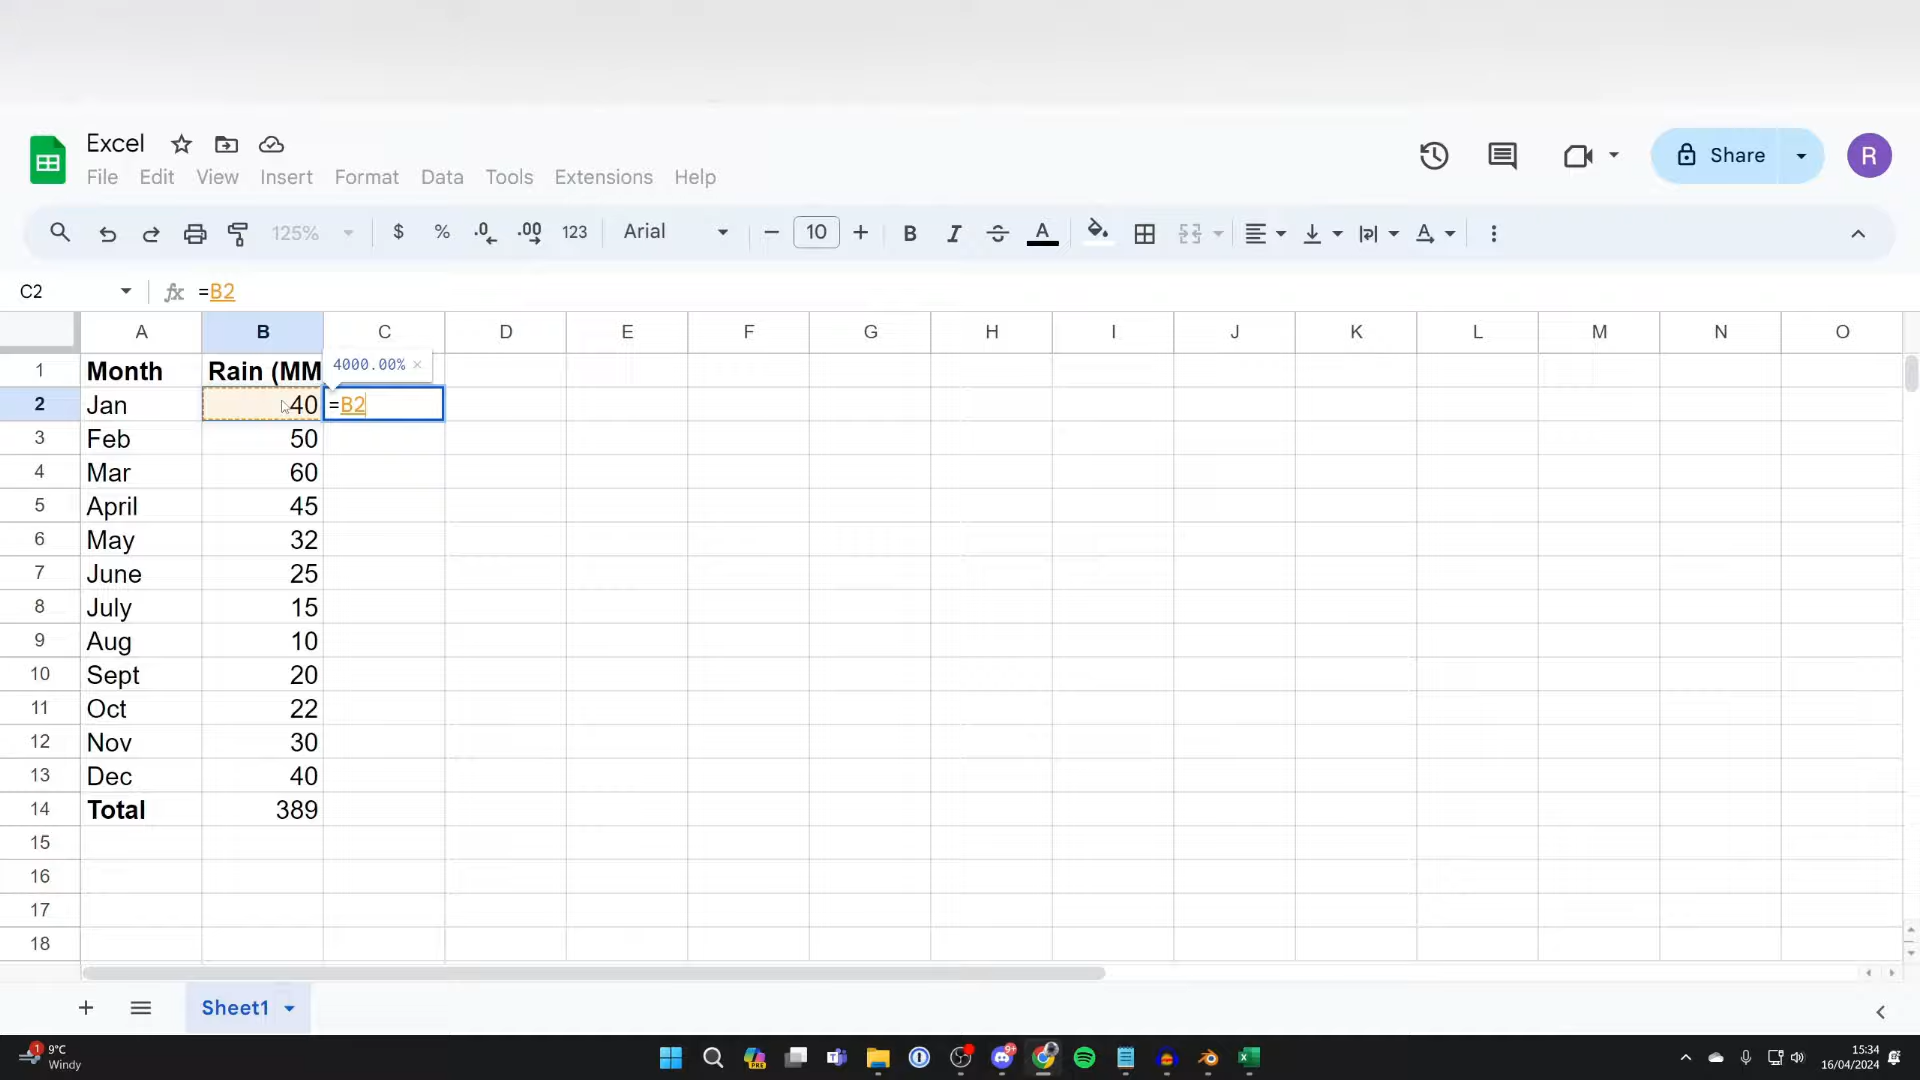 Excel
File Edit View Insert Format Data Tools Extensions Help
Share
R
125% $ % .0 .00 123 Arial 10 B I A
C2 fx =B2
A B C D E F G H I J K L M N O
1 Month Rain (MM
4000.00% ×
2 Jan 40 =B2
3 Feb 50
4 Mar 60
5 April 45
6 May 32
7 June 25
8 July 15
9 Aug 10
10 Sept 20
11 Oct 22
12 Nov 30
13 Dec 40
14 Total 389
15
16
17
18
Sheet1
1 9°C
Windy
PRE
9+
15:34
16/04/2024